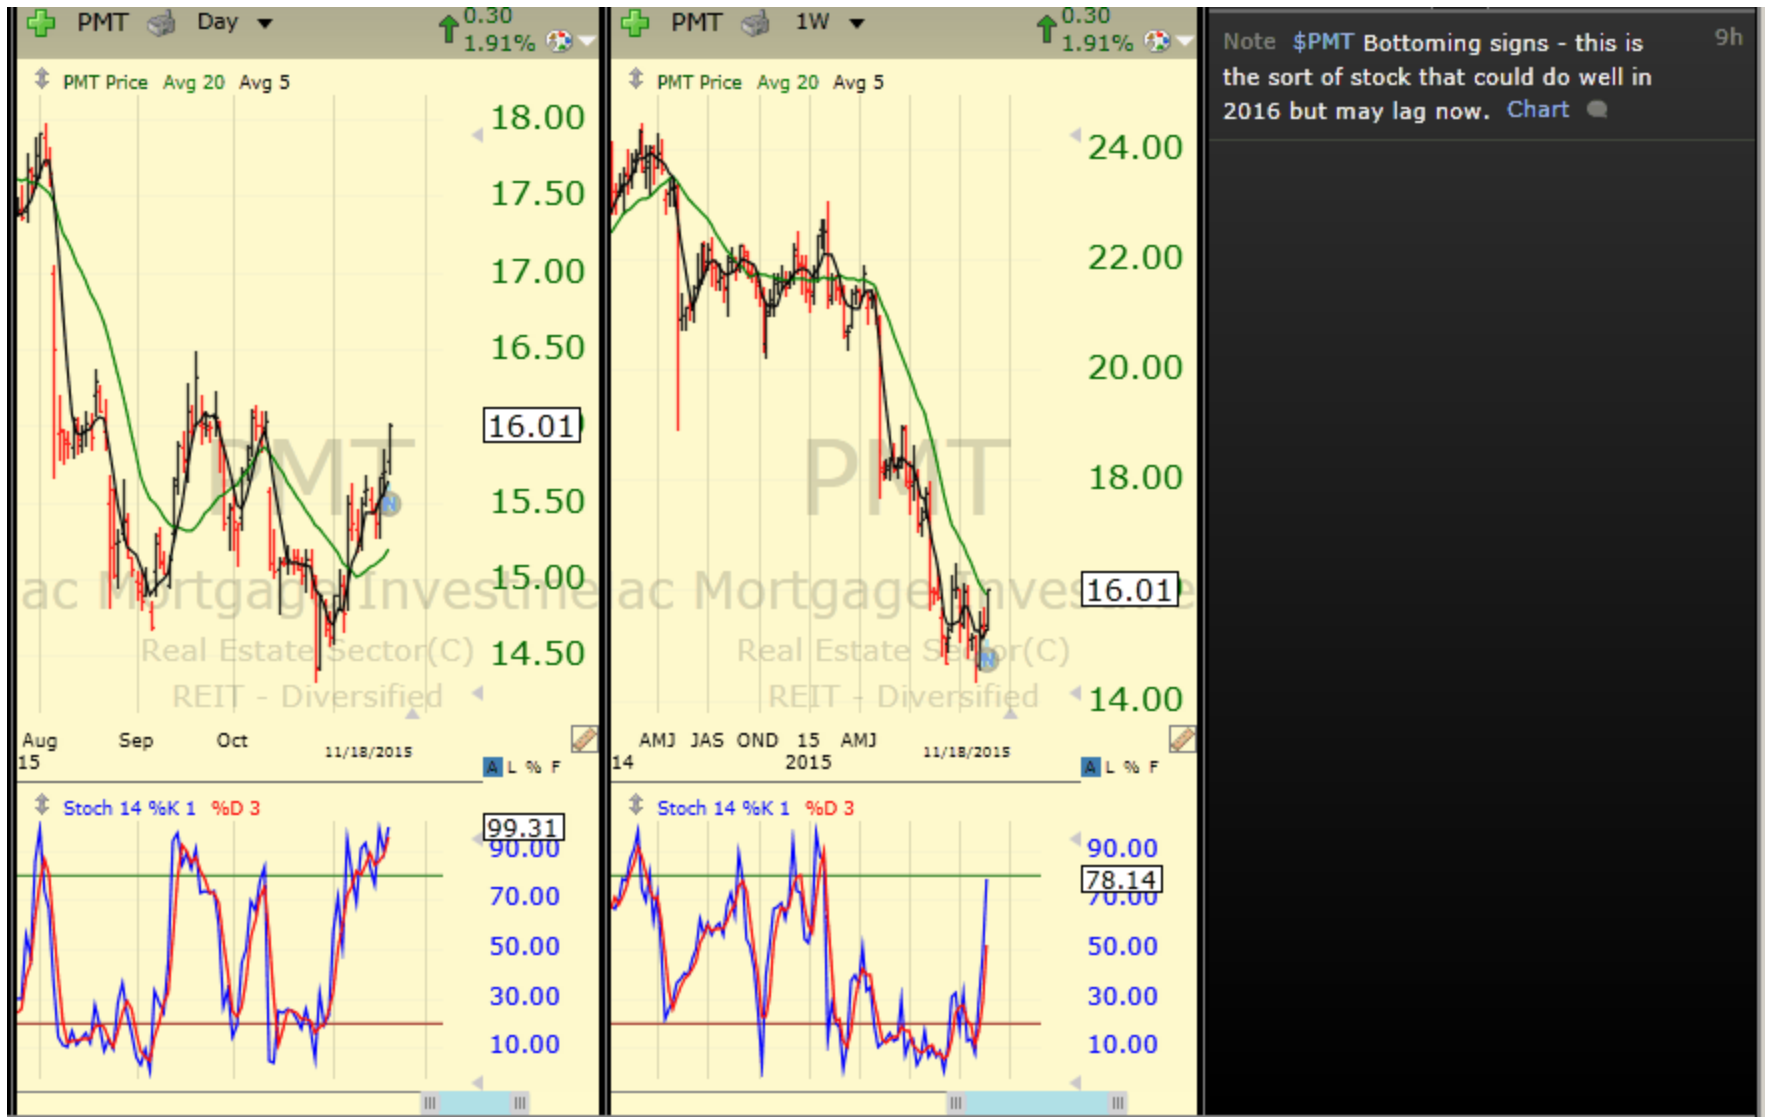 PMT Day 0.30
1.91%
PMT Price Avg 20 Avg 5
18.00
17.50
17.00
16.50
16.01
15.50
15.00
14.50
PMT
ac Mortgage Investme
Real Estate Sector(C)
REIT - Diversified
N
Aug Sep Oct 11/18/2015
15
A L % F
Stoch 14 %K 1 %D 3
99.31
90.00
70.00
50.00
30.00
10.00
PMT 1W 0.30
1.91%
PMT Price Avg 20 Avg 5
24.00
22.00
20.00
18.00
16.01
14.00
PMT
ac Mortgage Investme
Real Estate Sector(C)
REIT - Diversified
N
AMJ JAS OND 15 AMJ 11/18/2015
14 2015
A L % F
Stoch 14 %K 1 %D 3
90.00
78.14
70.00
50.00
30.00
10.00
Note $PMT Bottoming signs - this is 9h
the sort of stock that could do well in
2016 but may lag now. Chart